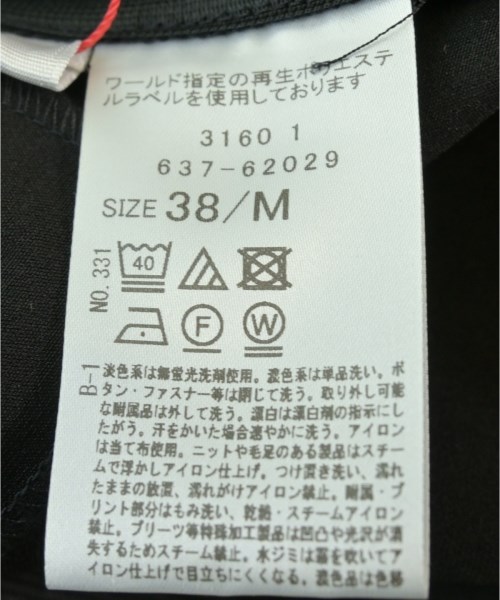 ワールド指定の再生ポリエステ
ルラベルを使用しております
3160 1
637-62029
SIZE 38/M
NO.331
40
F
W
B-1
淡色系は無蛍光洗剤使用。濃色系は単品洗い。ボ
タン・ファスナー等は閉じて洗う。取り外し可能
な附属品は外して洗う。漂白は漂白剤の指示にし
たがう。汗をかいた場合速やかに洗う。アイロン
は当て布使用。ニットや毛足のある製品はスチー
ムで浮かしアイロン仕上げ。つけ置き洗い、濡れ
たままの放置、濡れがけアイロン禁止。附属・プ
リント部分はもみ洗い、乾燥・スチームアイロン
禁止。プリーツ等特殊加工製品は凹凸や光沢が消
失するためスチーム禁止。水ジミは霧を吹いてア
イロン仕上げで目立ちにくくなる。濃色品は色移